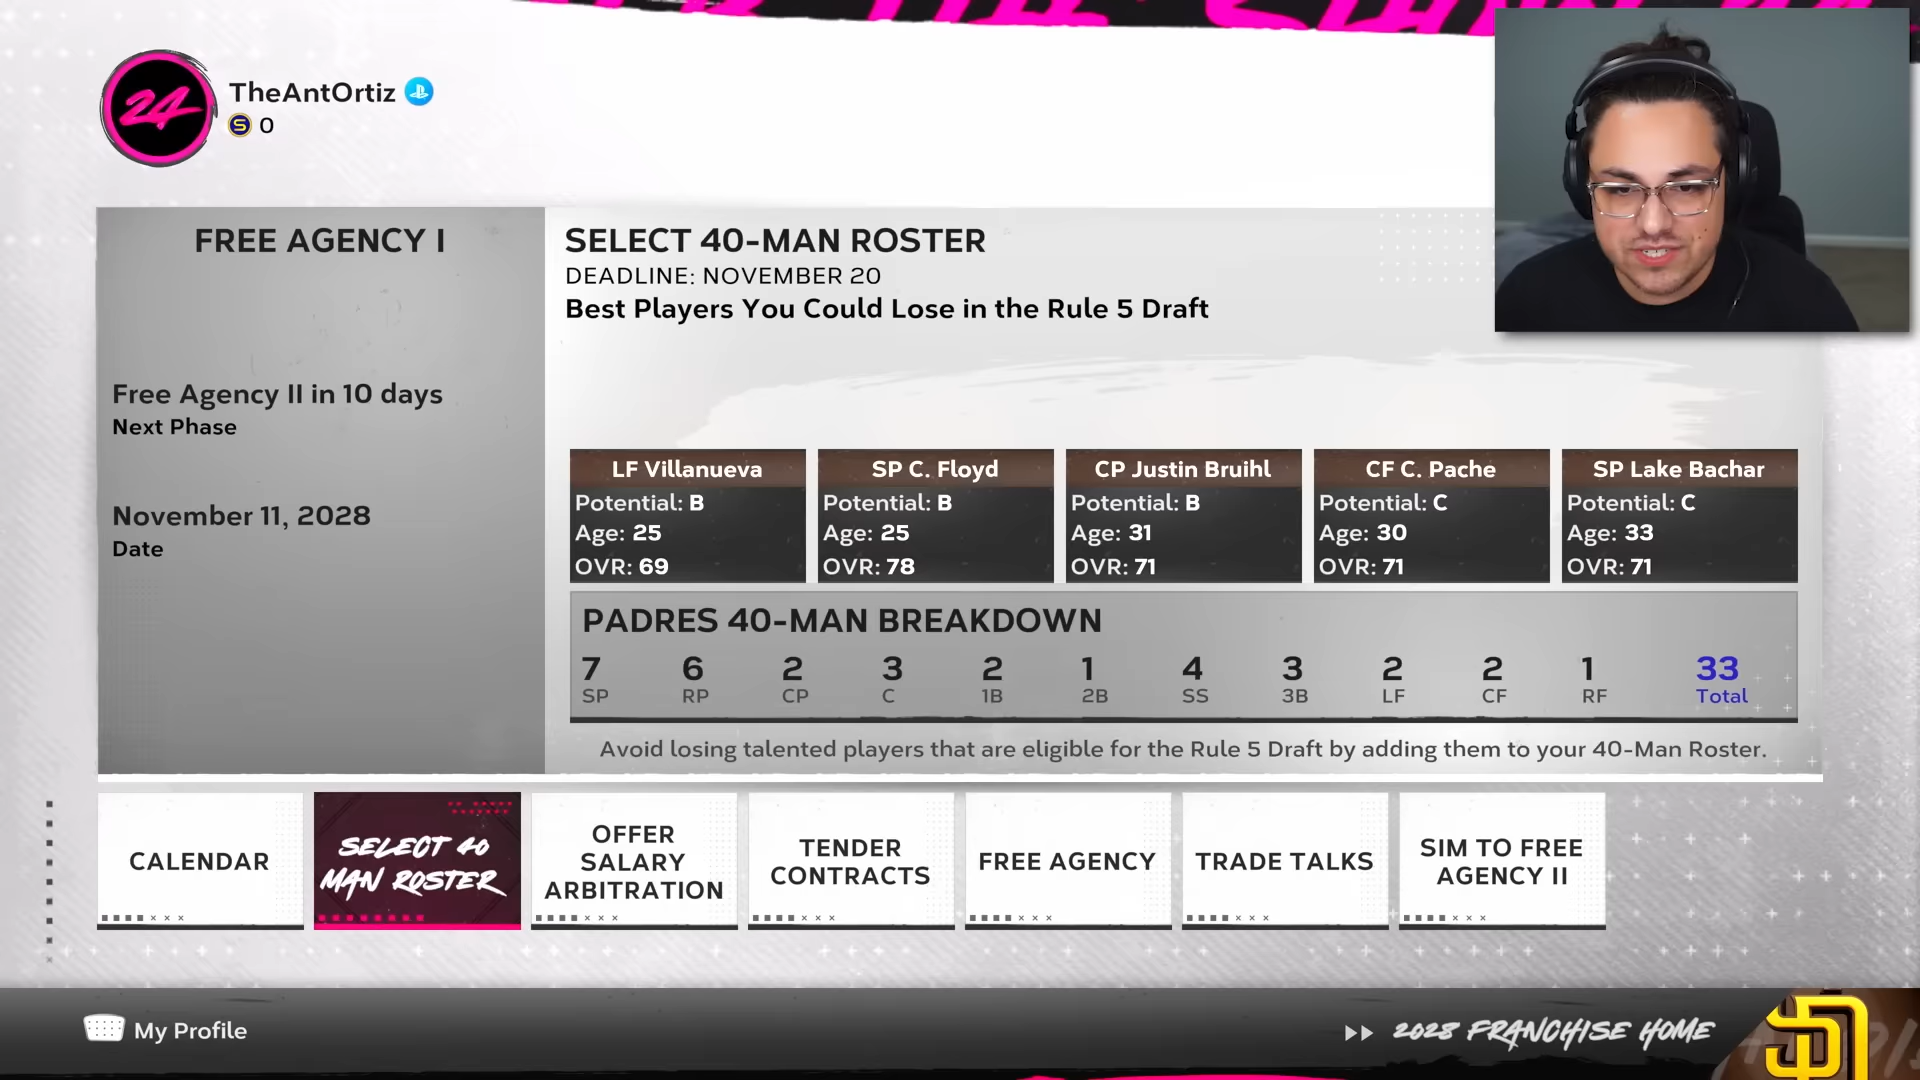 24
TheAntOrtiz
S 0
FREE AGENCY I
Free Agency II in 10 days
Next Phase
November 11, 2028
Date
SELECT 40-MAN ROSTER
DEADLINE: NOVEMBER 20
Best Players You Could Lose in the Rule 5 Draft
LF Villanueva
Potential: B
Age: 25
OVR: 69
SP C. Floyd
Potential: B
Age: 25
OVR: 78
CP Justin Bruihl
Potential: B
Age: 31
OVR: 71
CF C. Pache
Potential: C
Age: 30
OVR: 71
SP Lake Bachar
Potential: C
Age: 33
OVR: 71
PADRES 40-MAN BREAKDOWN
7 6 2 3 2 1 4 3 2 2 1 33
SP RP CP C 1B 2B SS 3B LF CF RF Total
Avoid losing talented players that are eligible for the Rule 5 Draft by adding them to your 40-Man Roster.
CALENDAR
SELECT 40
MAN ROSTER
OFFER
SALARY
ARBITRATION
TENDER
CONTRACTS
FREE AGENCY
TRADE TALKS
SIM TO FREE
AGENCY II
My Profile
2028 FRANCHISE HOME
SD